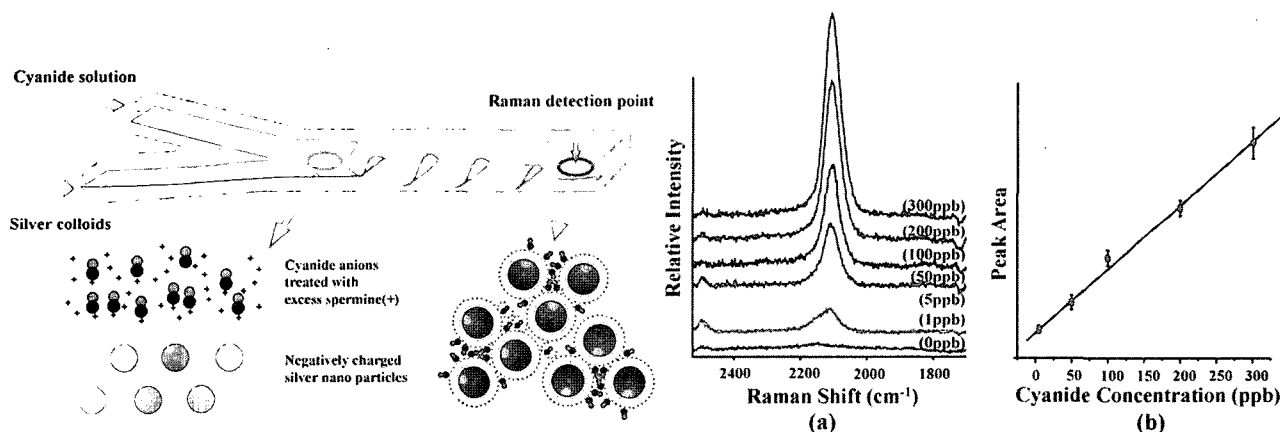 Cyanide solution
Raman detection point
Silver colloids
Cyanide anions
treated with
excess spermine(+)
Negatively charged
silver nano particles
Relative Intensity
(300ppb)
(200ppb)
(100ppb)
(50ppb)
(5ppb)
(1ppb)
(0ppb)
2400 2200 2000 1800
Raman Shift (cm⁻¹)
(a)
Peak Area
0 50 100 200 300
Cyanide Concentration (ppb)
(b)